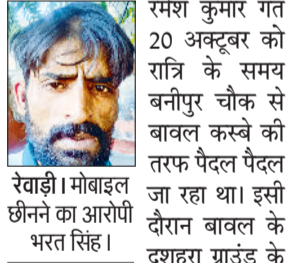 रेवाड़ी। मोबाइल
छीनने का आरोपी
भरत सिंह।
रमेश कुमार गत
20 अक्टूबर को
रात्रि के समय
बनीपुर चौक से
बावल कस्बे की
तरफ पैदल पैदल
जा रहा था। इसी
दौरान बावल के
दशहरा ग्राउंड के